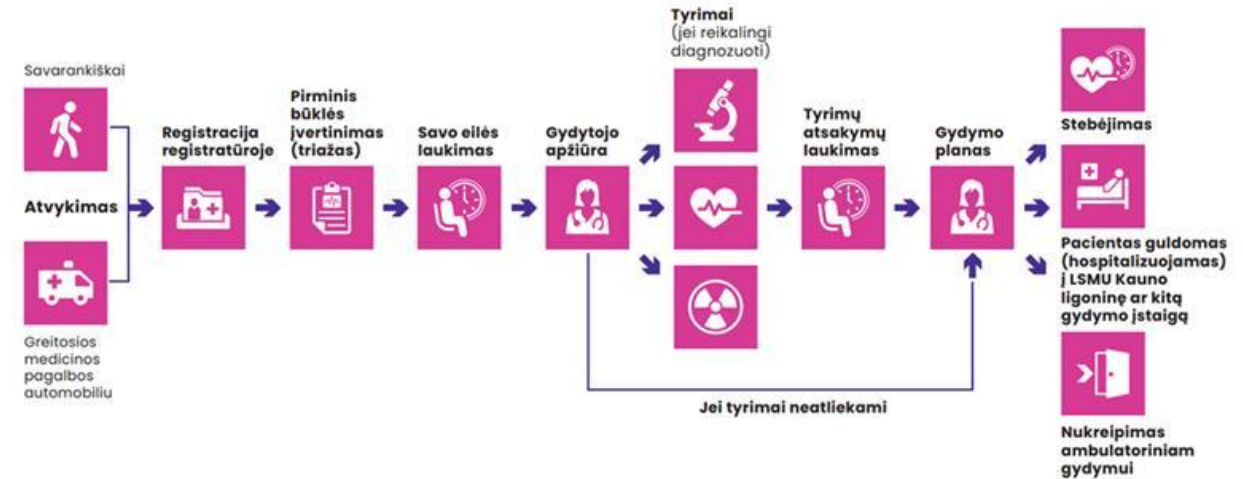 Savarankiškai
Atvykimas
Greitosios
medicinos
pagalbos
automobiliu
Registracija
registratūroje
Pirminis
būklės
įvertinimas
(triažas)
Savo eilės
laukimas
Gydytojo
apžiūra
Tyrimai
(jei reikalingi
diagnozuoti)
Tyrimų
atsakymų
laukimas
Gydymo
planas
Jei tyrimai neatliekami
Stebėjimas
Pacientas guldomas
(hospitalizuojamas)
į LSMU Kauno
ligoninę ar kitą
gydymo įstaigą
Nukreipimas
ambulatoriniam
gydymui